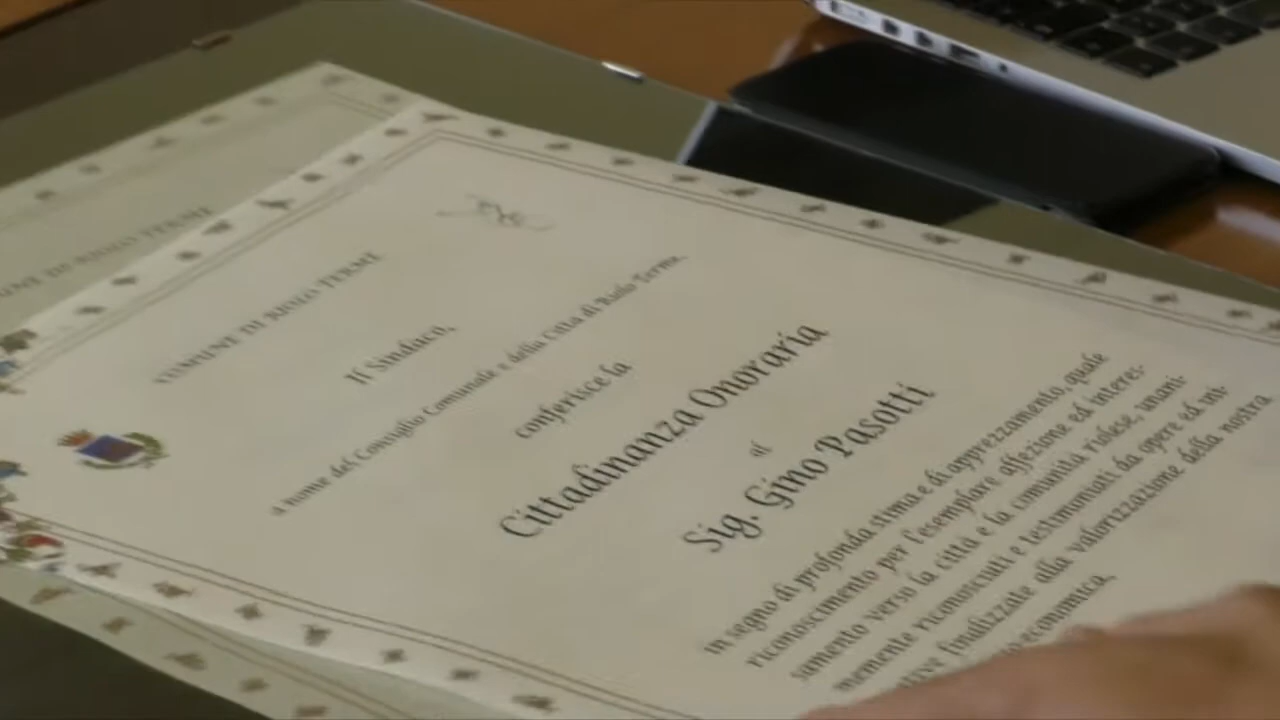 COMUNE DI RIOLO TERME
Il Sindaco,
a nome del Consiglio Comunale e della Città di Riolo Terme,
conferisce la
Cittadinanza Onoraria
al
Sig. Gino Pasotti
in segno di profonda stima e di apprezzamento, quale
riconoscimento per l'esemplare affezione ed interes-
samento verso la città e la comunità riolese, unani-
memente riconosciuti e testimoniati da opere ed ini-
finalizzate alla valorizzazione della nostra
economica,
DI RIOLO TERME